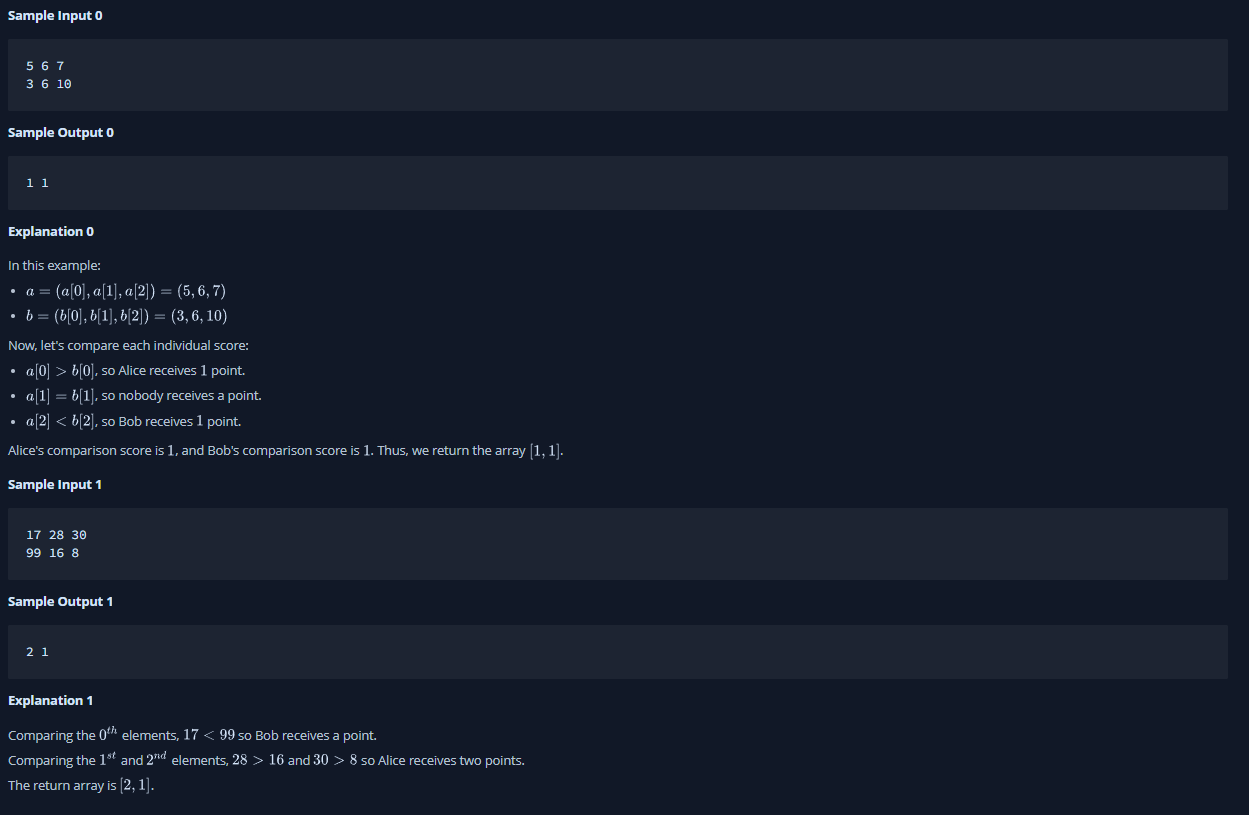 Sample Input 0
5 6 7
3 6 10
Sample Output 0
1 1
Explanation 0
In this example:
• a = (a[0], a[1], a[2]) = (5, 6, 7)
• b = (b[0], b[1], b[2]) = (3, 6, 10)
Now, let's compare each individual score:
• a[0] > b[0], so Alice receives 1 point.
• a[1] = b[1], so nobody receives a point.
• a[2] < b[2], so Bob receives 1 point.
Alice's comparison score is 1, and Bob's comparison score is 1. Thus, we return the array [1, 1].
Sample Input 1
17 28 30
99 16 8
Sample Output 1
2 1
Explanation 1
Comparing the 0th elements, 17 < 99 so Bob receives a point.
Comparing the 1st and 2nd elements, 28 > 16 and 30 > 8 so Alice receives two points.
The return array is [2, 1].